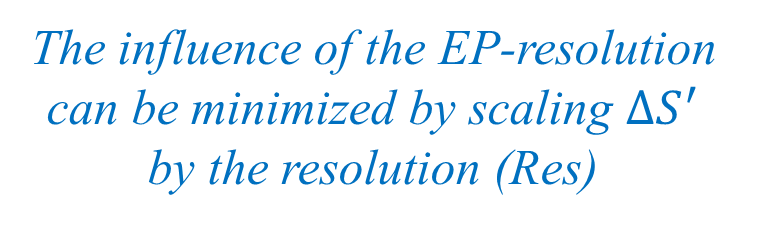 The influence of the EP-resolution
can be minimized by scaling ΔS′
by the resolution (Res)